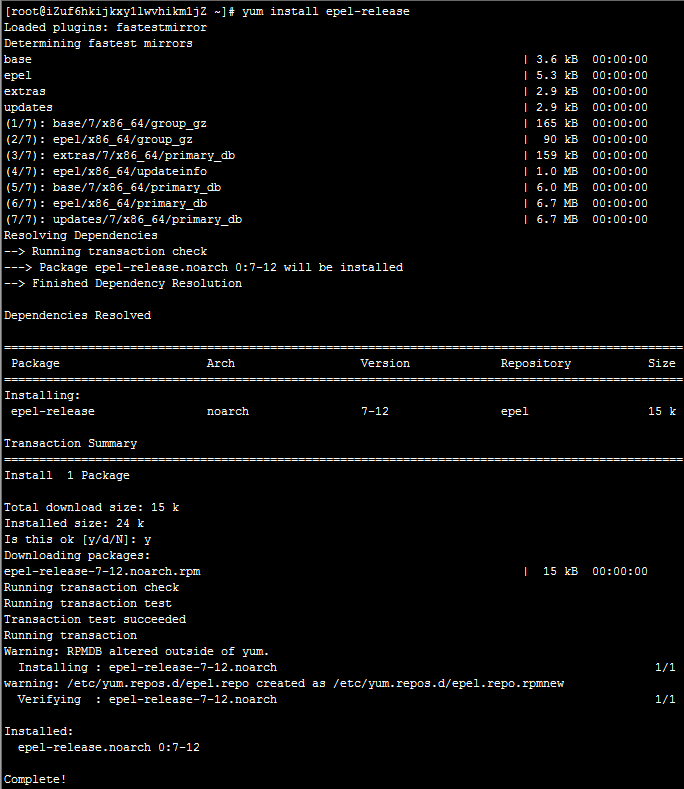 [root@iZuf6hkijkxy1lwvhikm1jZ ~]# yum install epel-release
Loaded plugins: fastestmirror
Determining fastest mirrors
base | 3.6 kB 00:00:00
epel | 5.3 kB 00:00:00
extras | 2.9 kB 00:00:00
updates | 2.9 kB 00:00:00
(1/7): base/7/x86_64/group_gz | 165 kB 00:00:00
(2/7): epel/x86_64/group_gz | 90 kB 00:00:00
(3/7): extras/7/x86_64/primary_db | 159 kB 00:00:00
(4/7): epel/x86_64/updateinfo | 1.0 MB 00:00:00
(5/7): base/7/x86_64/primary_db | 6.0 MB 00:00:00
(6/7): epel/x86_64/primary_db | 6.7 MB 00:00:00
(7/7): updates/7/x86_64/primary_db | 6.7 MB 00:00:00
Resolving Dependencies
--> Running transaction check
---> Package epel-release.noarch 0:7-12 will be installed
--> Finished Dependency Resolution
Dependencies Resolved
=================================================================================================
Package Arch Version Repository Size
=================================================================================================
Installing:
epel-release noarch 7-12 epel 15 k
Transaction Summary
=================================================================================================
Install 1 Package
Total download size: 15 k
Installed size: 24 k
Is this ok [y/d/N]: y
Downloading packages:
epel-release-7-12.noarch.rpm | 15 kB 00:00:00
Running transaction check
Running transaction test
Transaction test succeeded
Running transaction
Warning: RPMDB altered outside of yum.
Installing : epel-release-7-12.noarch 1/1
warning: /etc/yum.repos.d/epel.repo created as /etc/yum.repos.d/epel.repo.rpmnew
Verifying : epel-release-7-12.noarch 1/1
Installed:
epel-release.noarch 0:7-12
Complete!